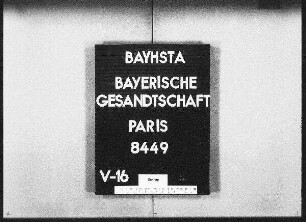 BAYHSTA
BAYERISCHE
GESANDTSCHAFT
PARIS
8449
V-16